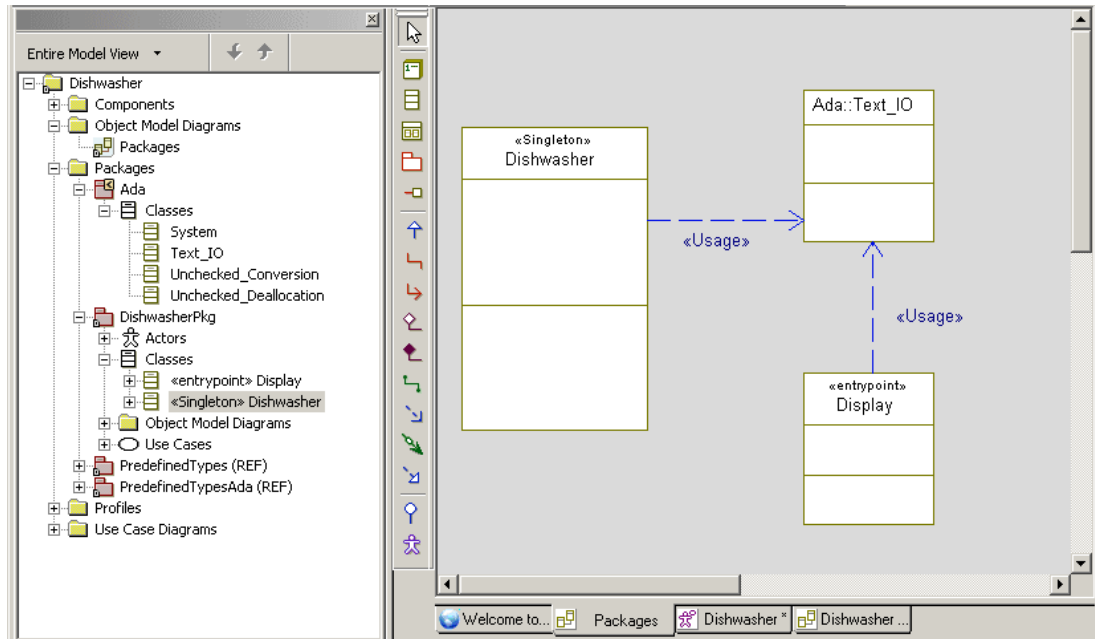 Entire Model View
Dishwasher
Components
Object Model Diagrams
Packages
Packages
Ada
Classes
System
Text_IO
Unchecked_Conversion
Unchecked_Deallocation
DishwasherPkg
Actors
Classes
«entrypoint» Display
«Singleton» Dishwasher
Object Model Diagrams
Use Cases
PredefinedTypes (REF)
PredefinedTypesAda (REF)
Profiles
Use Case Diagrams
«Singleton»
Dishwasher
Ada::Text_IO
«Usage»
«Usage»
«entrypoint»
Display
Welcome to... Packages Dishwasher * Dishwasher ...